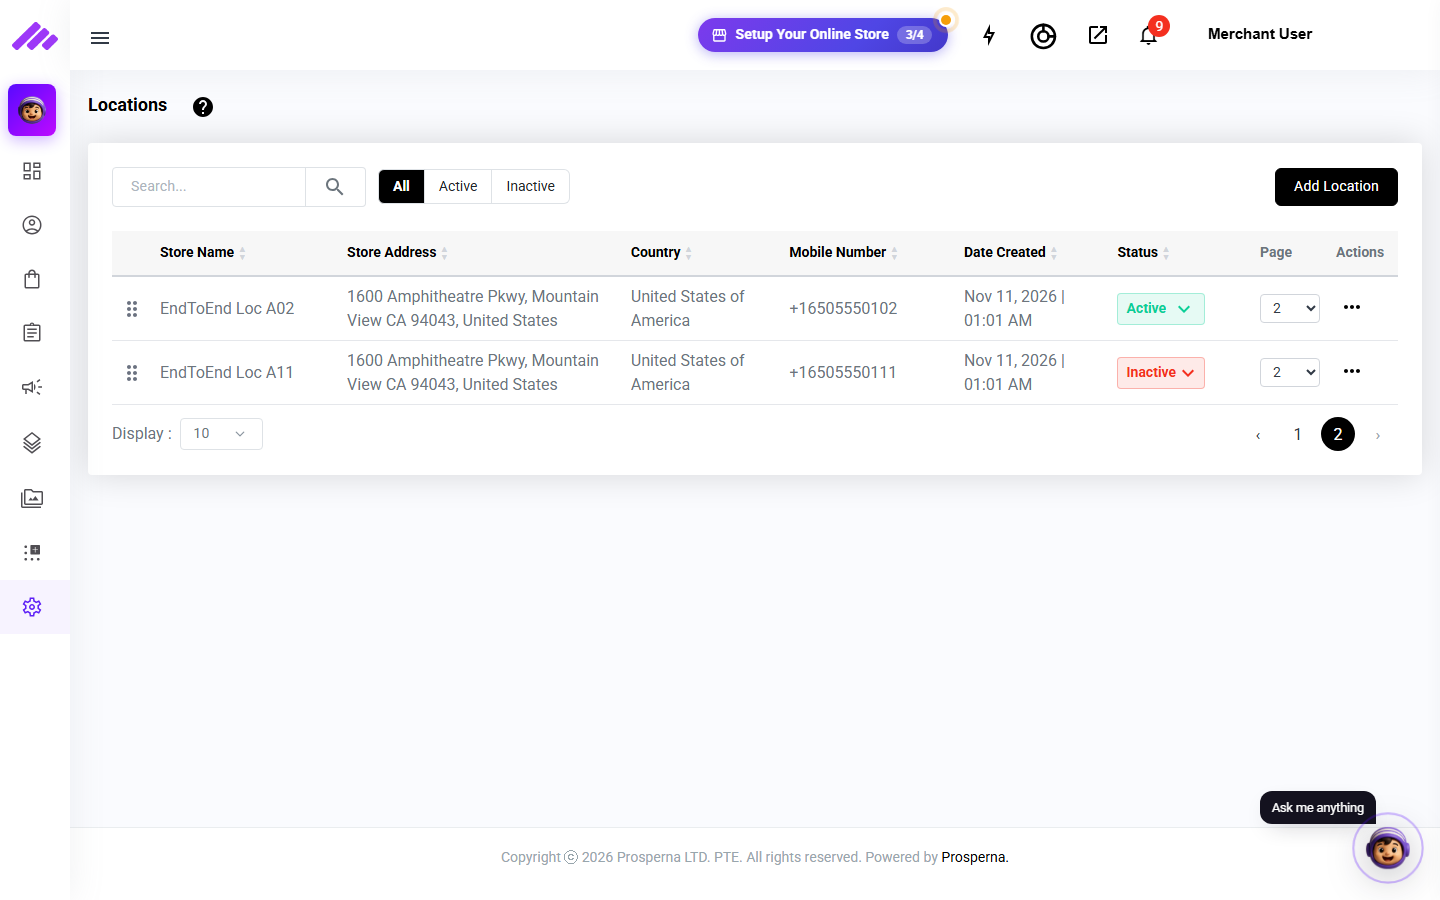 Setup Your Online Store 3/4
9
Merchant User
Locations
Search...
All
Active
Inactive
Add Location
Store Name
Store Address
Country
Mobile Number
Date Created
Status
Page
Actions
EndToEnd Loc A02
1600 Amphitheatre Pkwy, Mountain
View CA 94043, United States
United States of
America
+16505550102
Nov 11, 2026 |
01:01 AM
Active
2
EndToEnd Loc A11
1600 Amphitheatre Pkwy, Mountain
View CA 94043, United States
United States of
America
+16505550111
Nov 11, 2026 |
01:01 AM
Inactive
2
Display :
10
‹ 1 2 ›
Ask me anything
Copyright © 2026 Prosperna LTD. PTE. All rights reserved. Powered by Prosperna.